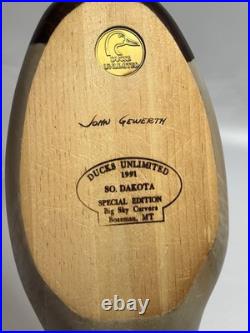 DUCKS
UNLIMITED
JOHN GEWERTH
DUCKS UNLIMITED
1991
SO. DAKOTA
SPECIAL EDITION
Big Sky Carvers
Bozeman, MT